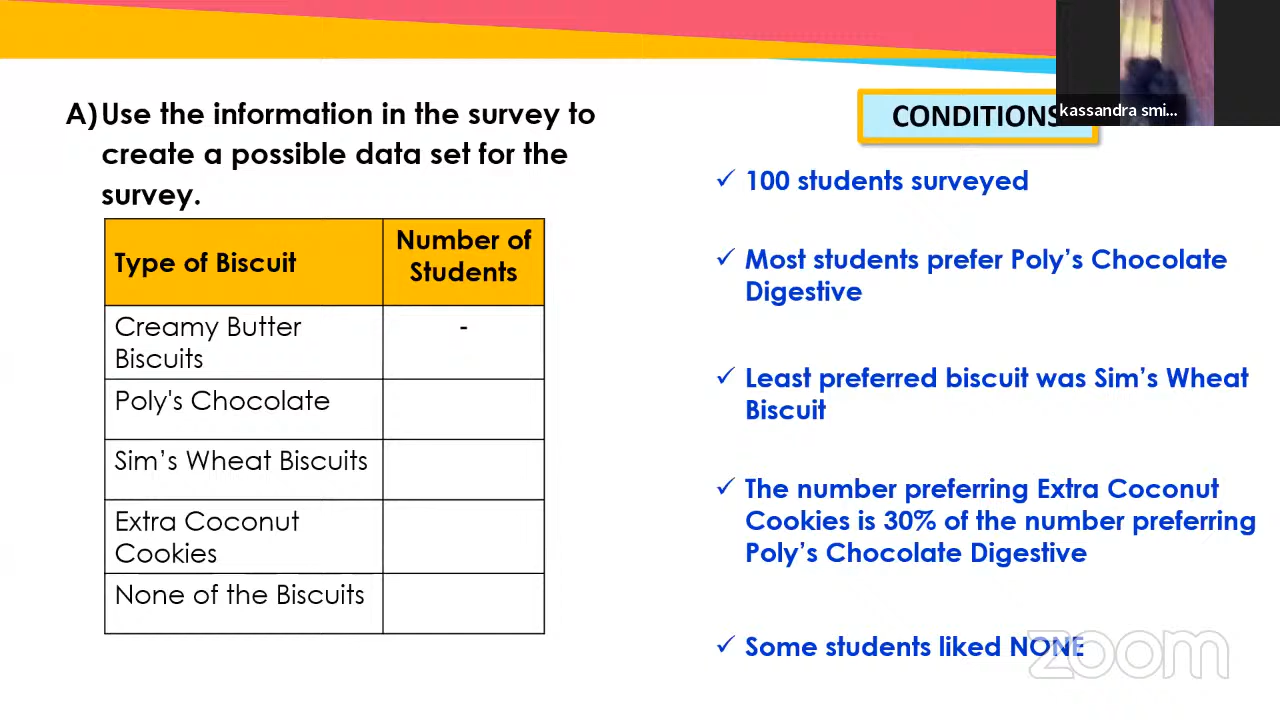 kassandra smi...
A) Use the information in the survey to
create a possible data set for the
survey.
Type of Biscuit
Number of
Students
Creamy Butter
Biscuits
-
Poly's Chocolate
Sim’s Wheat Biscuits
Extra Coconut
Cookies
None of the Biscuits
CONDITIONS
✓ 100 students surveyed
✓ Most students prefer Poly’s Chocolate
Digestive
✓ Least preferred biscuit was Sim’s Wheat
Biscuit
✓ The number preferring Extra Coconut
Cookies is 30% of the number preferring
Poly’s Chocolate Digestive
✓ Some students liked NONE
zoom